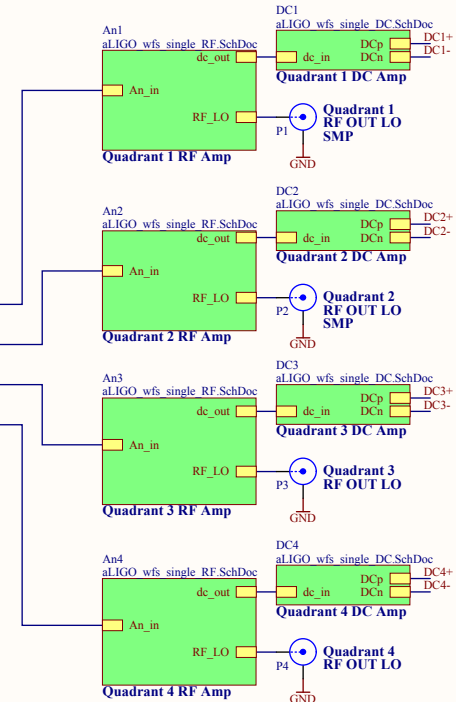 DC1
aLIGO_wfs_single_DC.SchDoc
An1
aLIGO_wfs_single_RF.SchDoc
dc_out
dc_in
DCp
DC1+
DCn
DC1-
Quadrant 1 DC Amp
An_in
RF_LO
P1
Quadrant 1
RF OUT LO
SMP
GND
Quadrant 1 RF Amp
DC2
aLIGO_wfs_single_DC.SchDoc
An2
aLIGO_wfs_single_RF.SchDoc
dc_out
dc_in
DCp
DC2+
DCn
DC2-
Quadrant 2 DC Amp
An_in
RF_LO
P2
Quadrant 2
RF OUT LO
SMP
GND
Quadrant 2 RF Amp
DC3
aLIGO_wfs_single_DC.SchDoc
An3
aLIGO_wfs_single_RF.SchDoc
dc_out
dc_in
DCp
DC3+
DCn
DC3-
Quadrant 3 DC Amp
An_in
RF_LO
P3
Quadrant 3
RF OUT LO
GND
Quadrant 3 RF Amp
DC4
aLIGO_wfs_single_DC.SchDoc
An4
aLIGO_wfs_single_RF.SchDoc
dc_out
dc_in
DCp
DC4+
DCn
DC4-
Quadrant 4 DC Amp
An_in
RF_LO
P4
Quadrant 4
RF OUT LO
GND
Quadrant 4 RF Amp